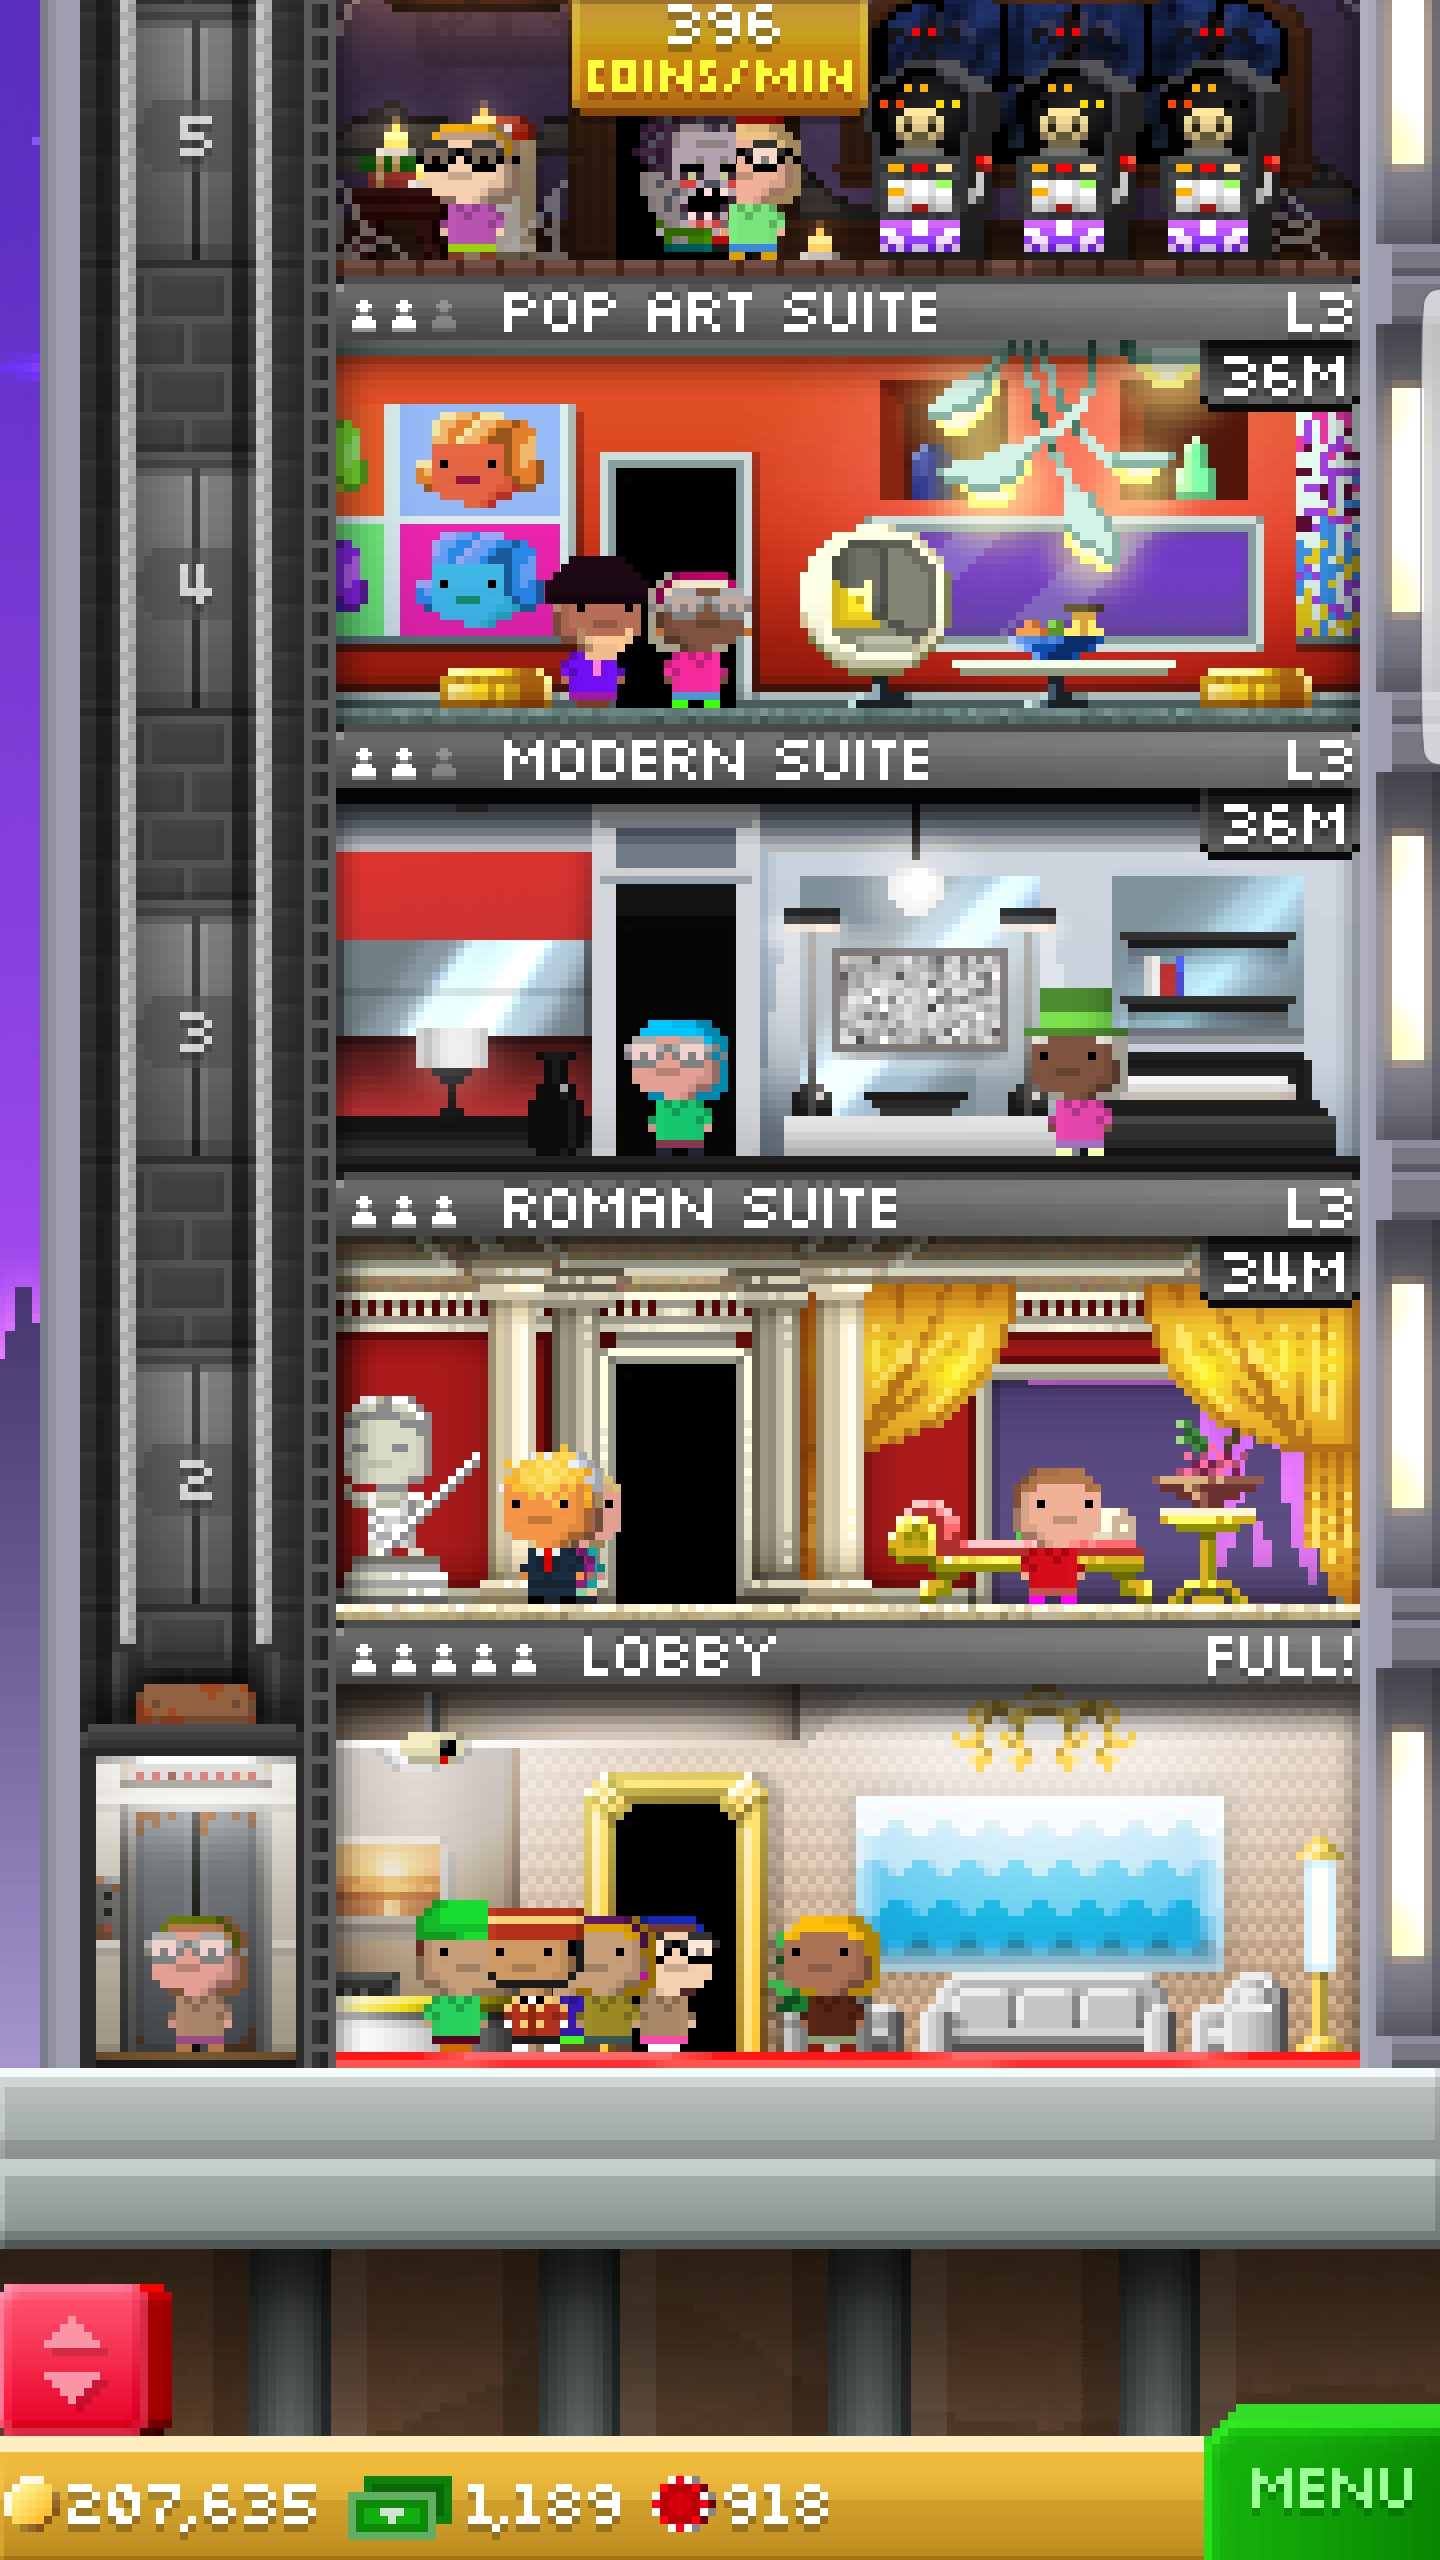 396
COINS/MIN
5
POP ART SUITE L3
36M
4
MODERN SUITE L3
36M
3
ROMAN SUITE L3
34M
2
LOBBY FULL!
207,635 1,189 918
MENU